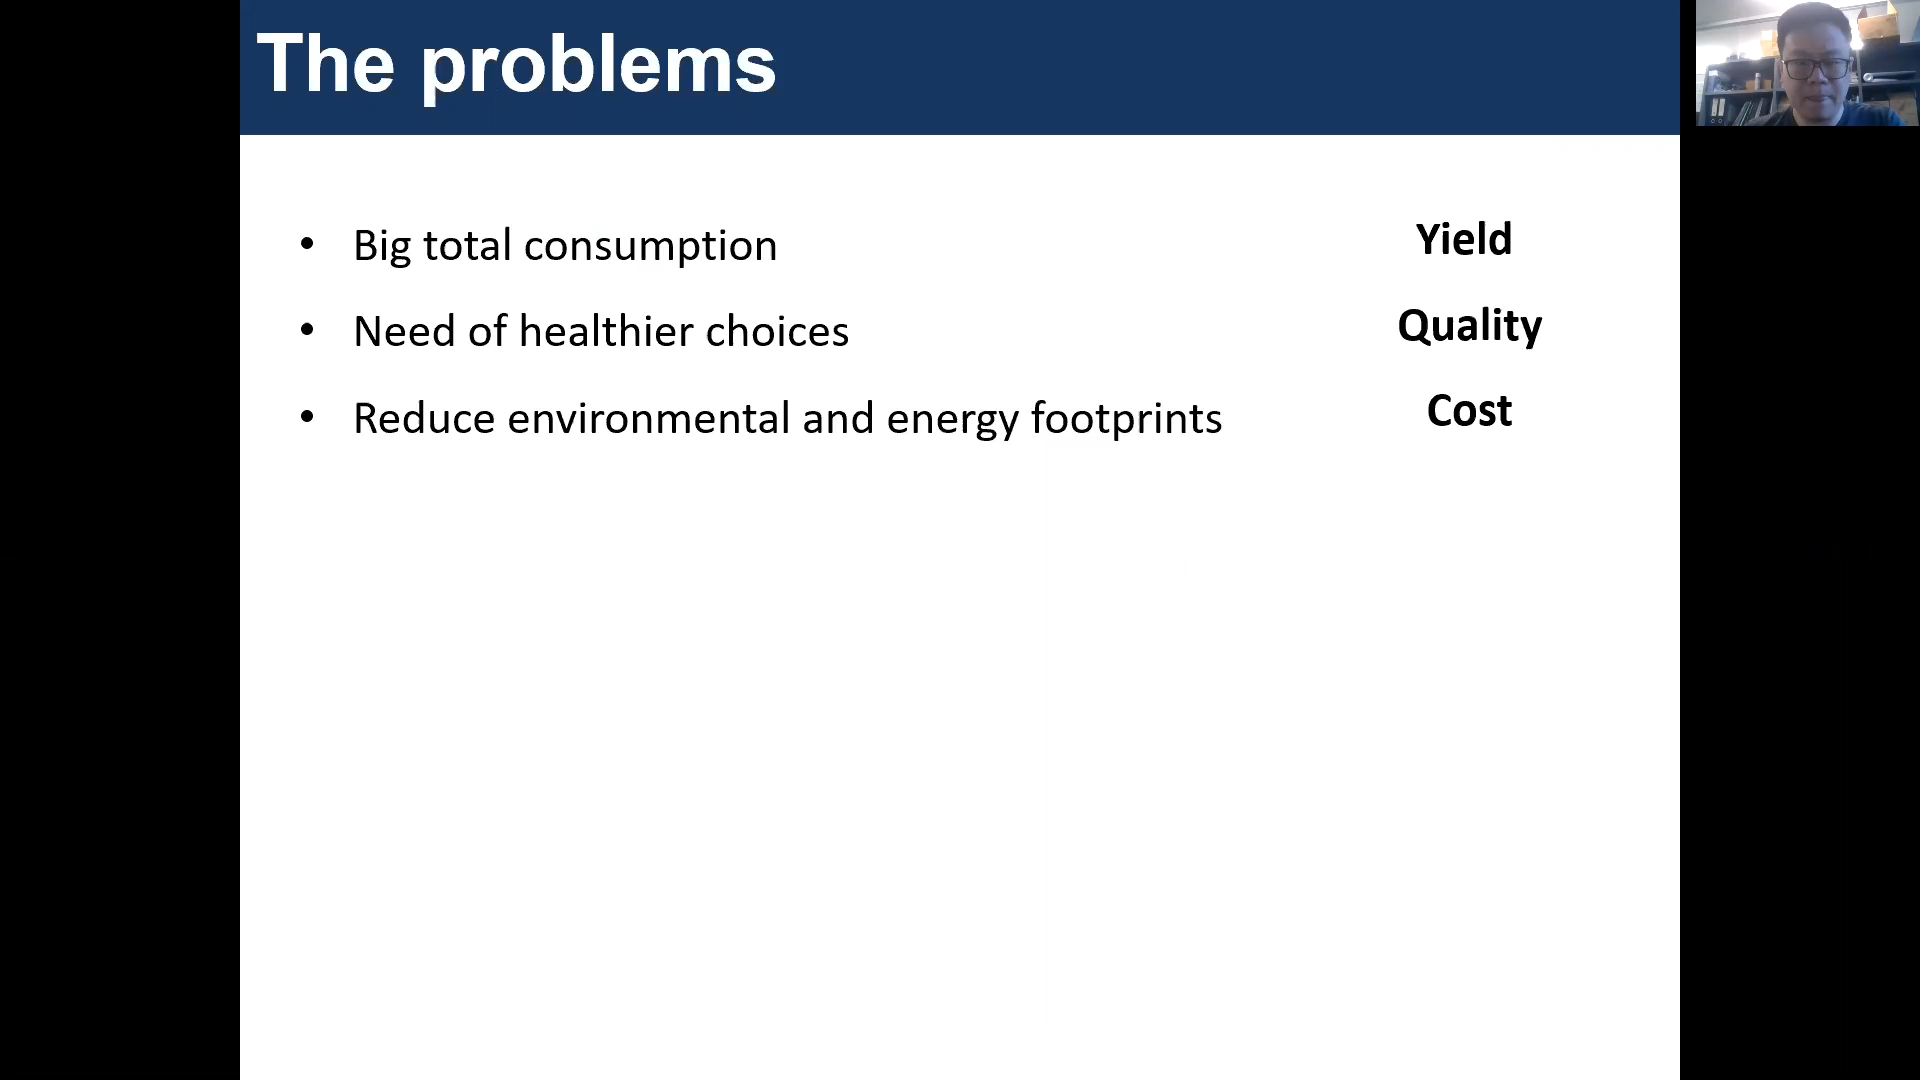 The problems
• Big total consumption Yield
• Need of healthier choices Quality
• Reduce environmental and energy footprints Cost